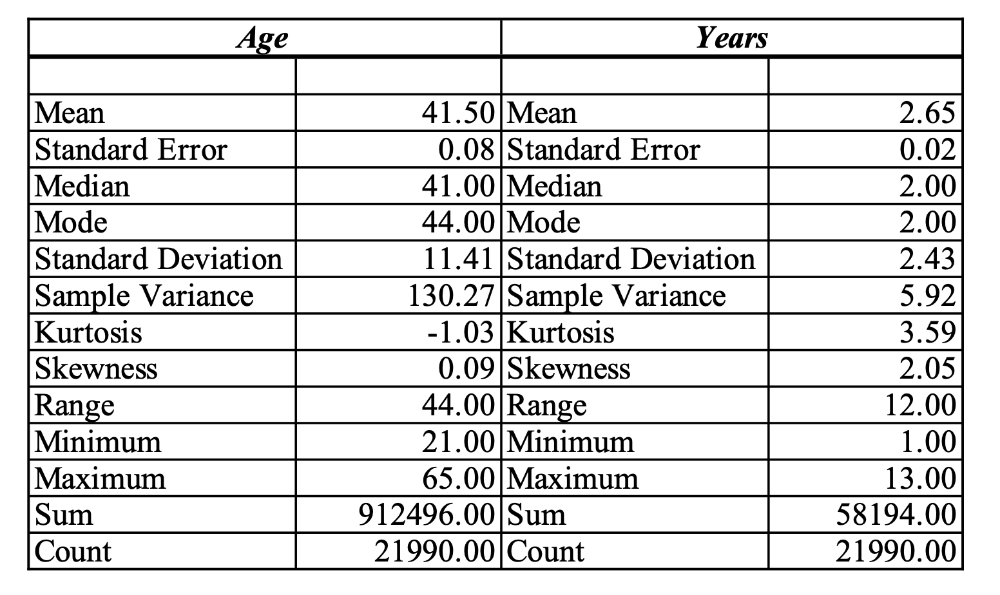 Age Years
Mean 41.50 Mean 2.65
Standard Error 0.08 Standard Error 0.02
Median 41.00 Median 2.00
Mode 44.00 Mode 2.00
Standard Deviation 11.41 Standard Deviation 2.43
Sample Variance 130.27 Sample Variance 5.92
Kurtosis -1.03 Kurtosis 3.59
Skewness 0.09 Skewness 2.05
Range 44.00 Range 12.00
Minimum 21.00 Minimum 1.00
Maximum 65.00 Maximum 13.00
Sum 912496.00 Sum 58194.00
Count 21990.00 Count 21990.00